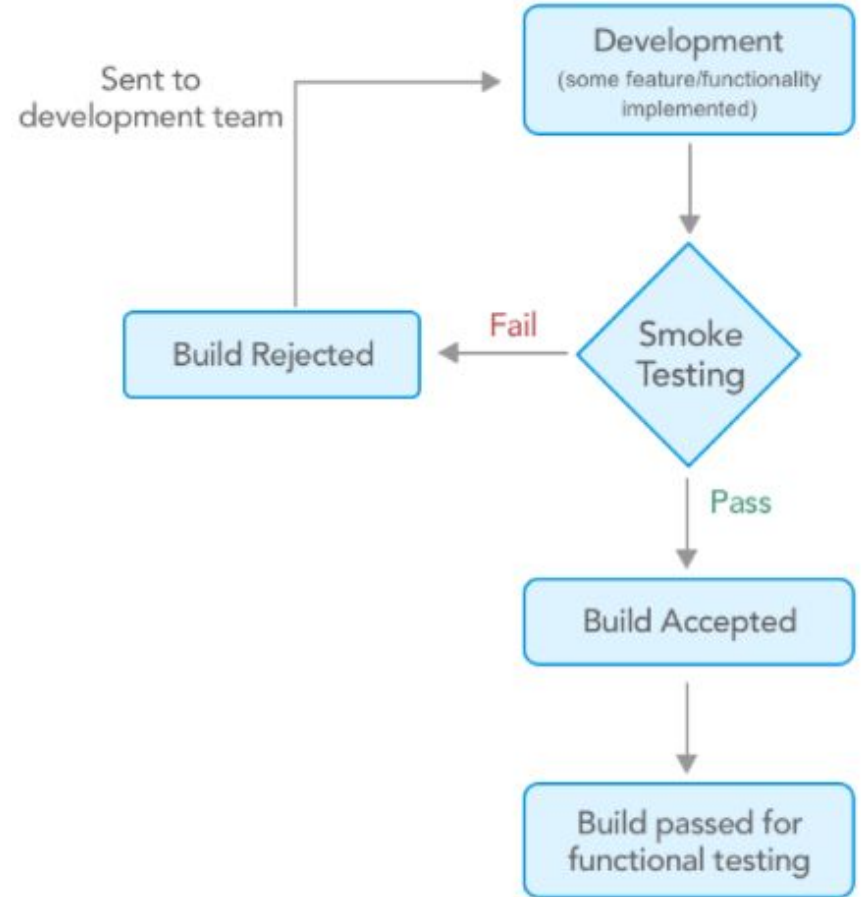 Development
(some feature/functionality
implemented)
Sent to
development team
Smoke
Testing
Fail
Build Rejected
Pass
Build Accepted
Build passed for
functional testing